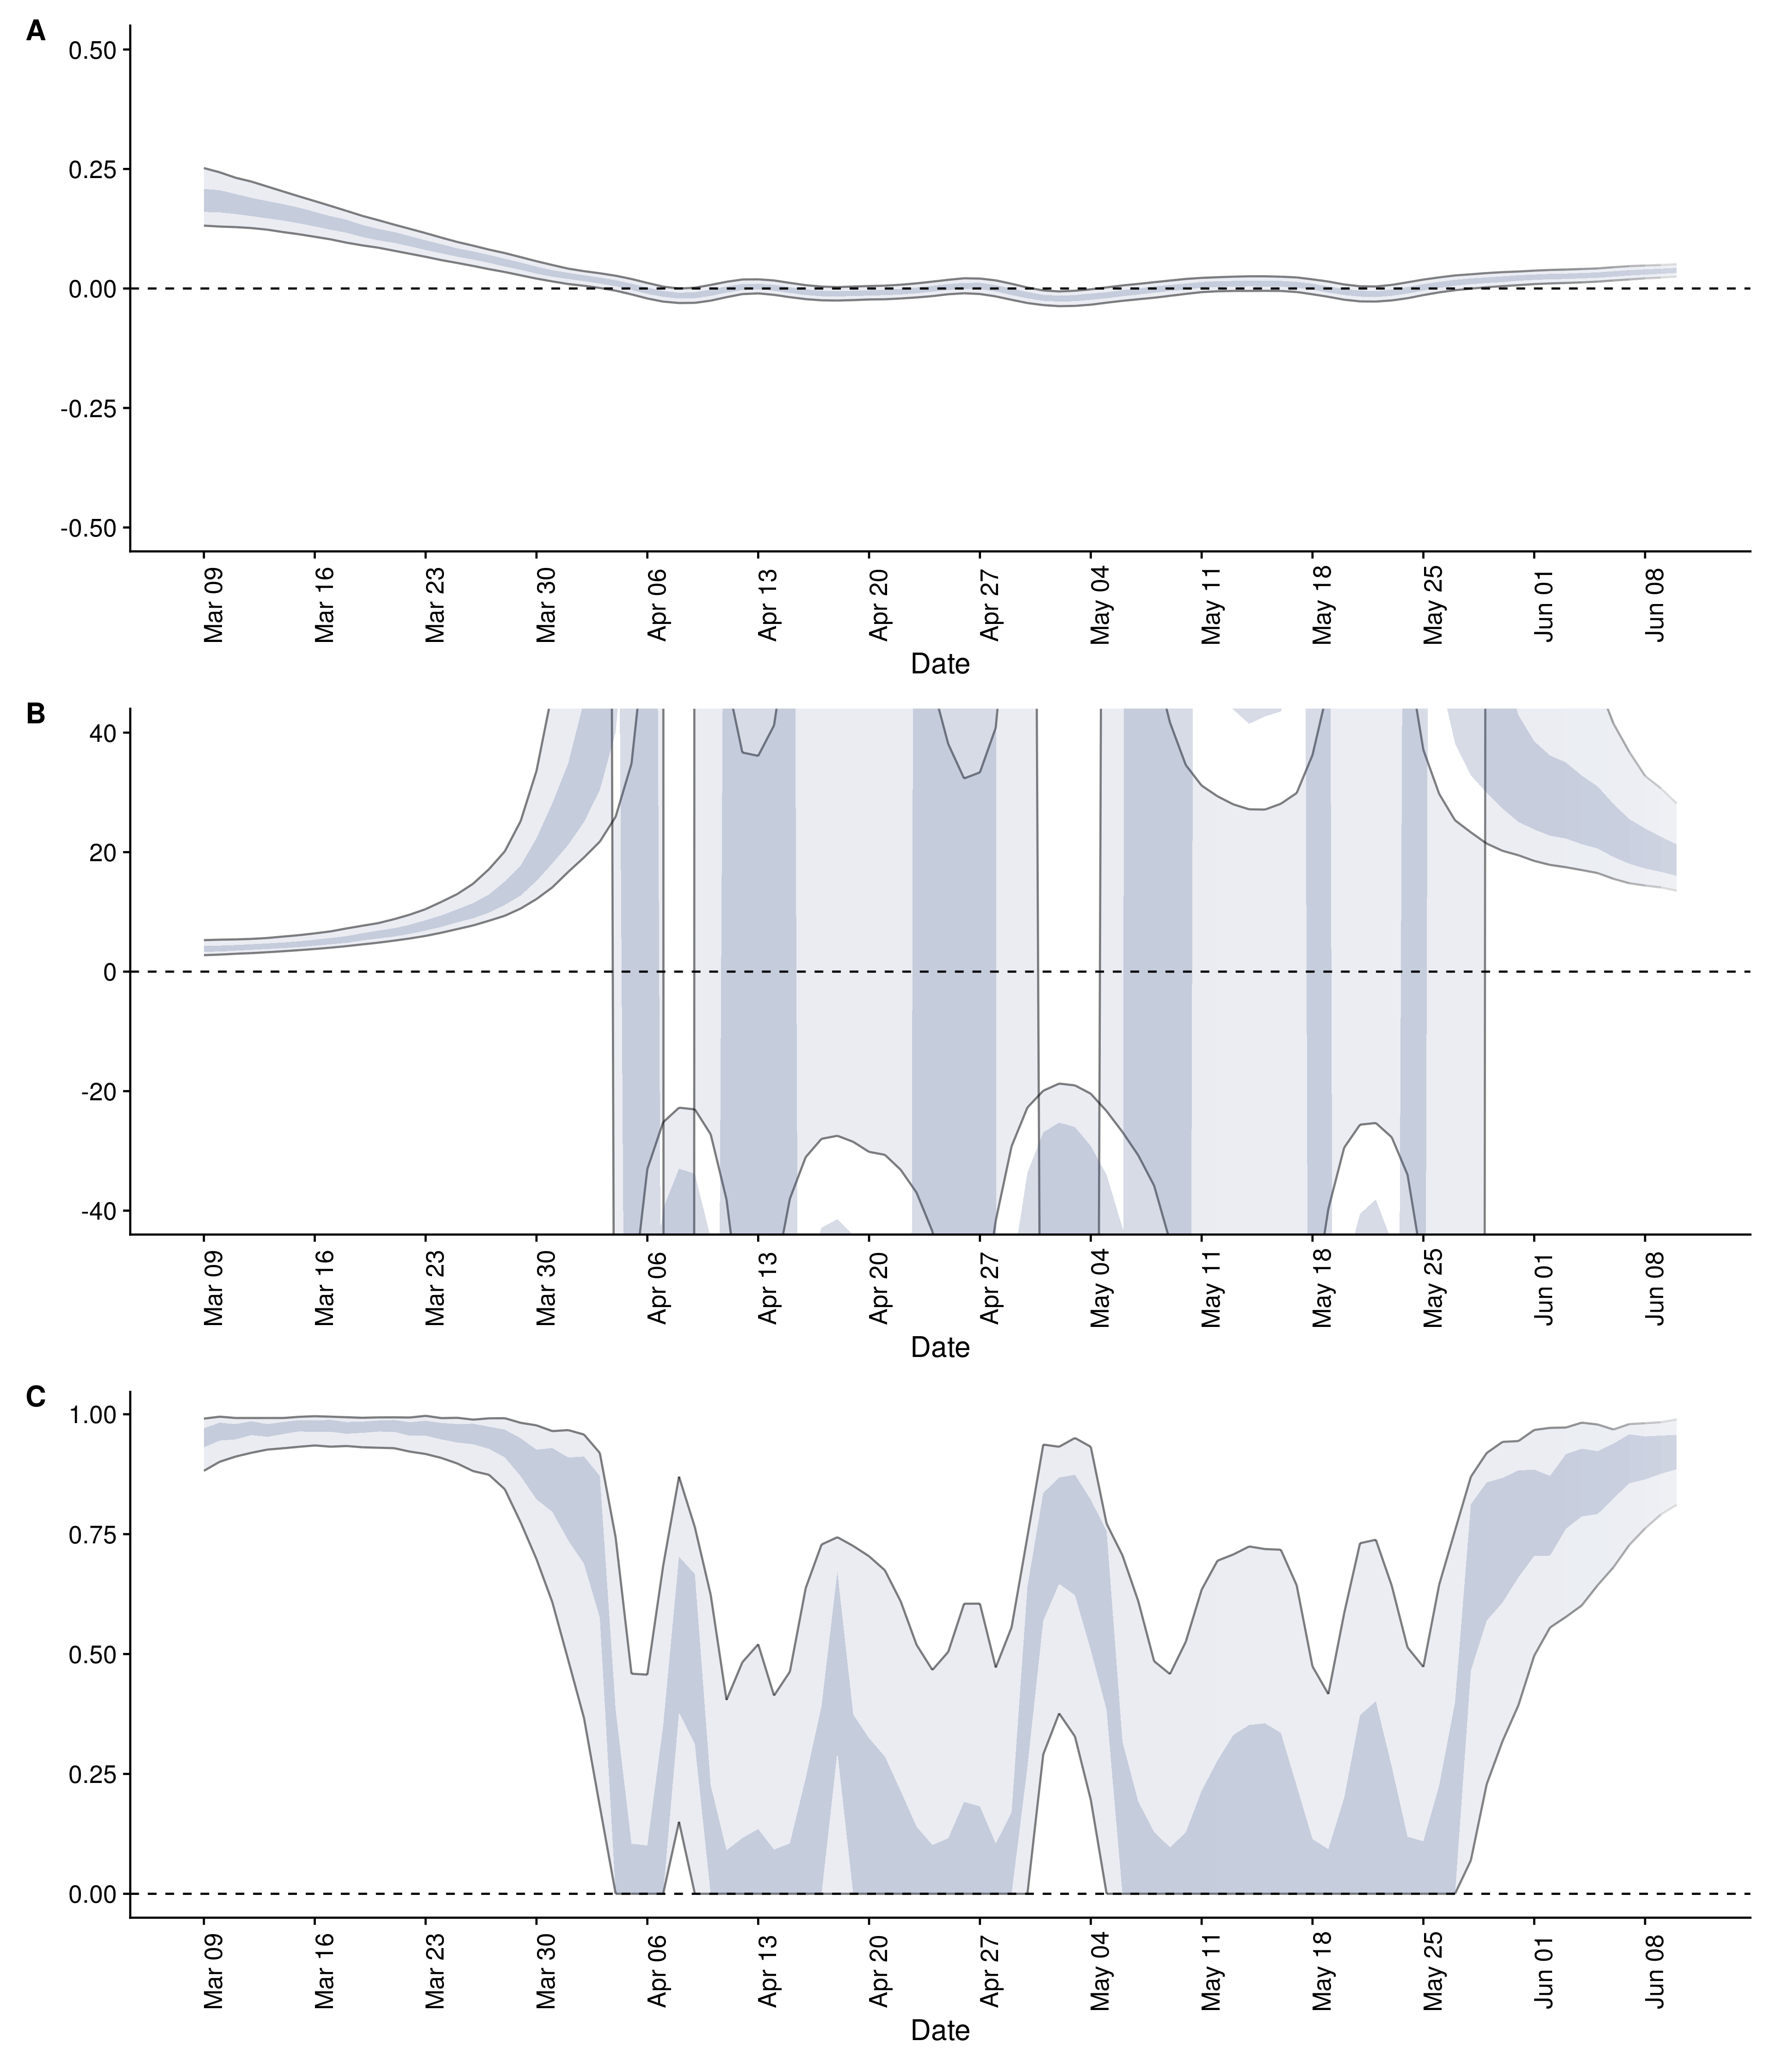 A
0.50
0.25
0.00
-0.25
-0.50
Mar 09
Mar 16
Mar 23
Mar 30
Apr 06
Apr 13
Apr 20
Apr 27
May 04
May 11
May 18
May 25
Jun 01
Jun 08
Date
B
40
20
0
-20
-40
Mar 09
Mar 16
Mar 23
Mar 30
Apr 06
Apr 13
Apr 20
Apr 27
May 04
May 11
May 18
May 25
Jun 01
Jun 08
Date
C
1.00
0.75
0.50
0.25
0.00
Mar 09
Mar 16
Mar 23
Mar 30
Apr 06
Apr 13
Apr 20
Apr 27
May 04
May 11
May 18
May 25
Jun 01
Jun 08
Date